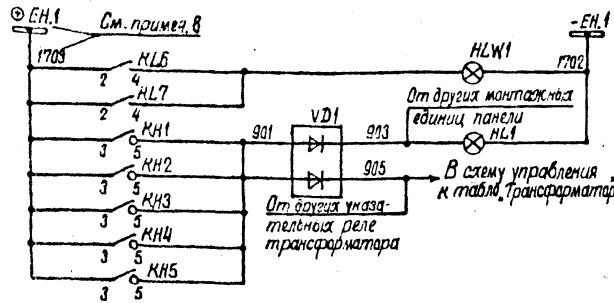 ⊕ ЕН.1
См. примеч. 8
- ЕН.1
1703
KL6
2 4
KL7
2 4
KH1
3 5
KH2
3 5
KH3
3 5
KH4
3 5
KH5
3 5
901
VD1
903
905
HLW1
1702
От других монтажных
единиц панели
HL1
В схему управления
к табло „Трансформатор
От других указа-
тельных реле
трансформатора